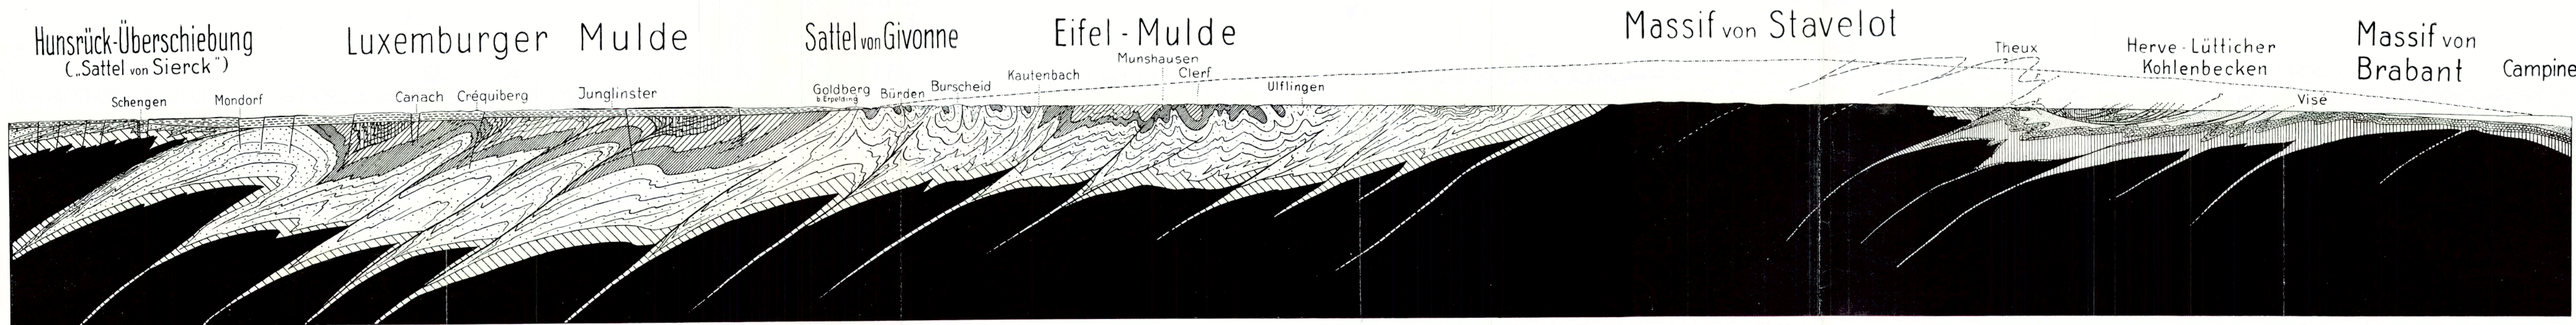 Hunsrück-Überschiebung
(„Sattel von Sierck")
Luxemburger Mulde
Sattel von Givonne
Eifel-Mulde
Massif von Stavelot
Herve-Lütticher
Kohlenbecken
Massif von
Brabant
Campine
Schengen
Mondorf
Canach
Créquiberg
Junglinster
Goldberg
b. Erpeldingen
Bürden
Burscheid
Kautenbach
Munshausen
Clerf
Ulflingen
Theux
?
?
Visé